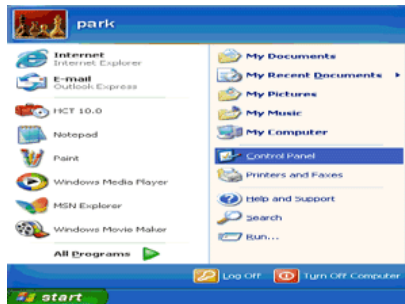 park
Internet
Internet Explorer
E-mail
Outlook Express
HCT 10.0
Notepad
Paint
Windows Media Player
MSN Explorer
Windows Movie Maker
All Programs
My Documents
My Recent Documents
My Pictures
My Music
My Computer
Control Panel
Printers and Faxes
Help and Support
Search
Run...
Log Off
Turn Off Computer
start